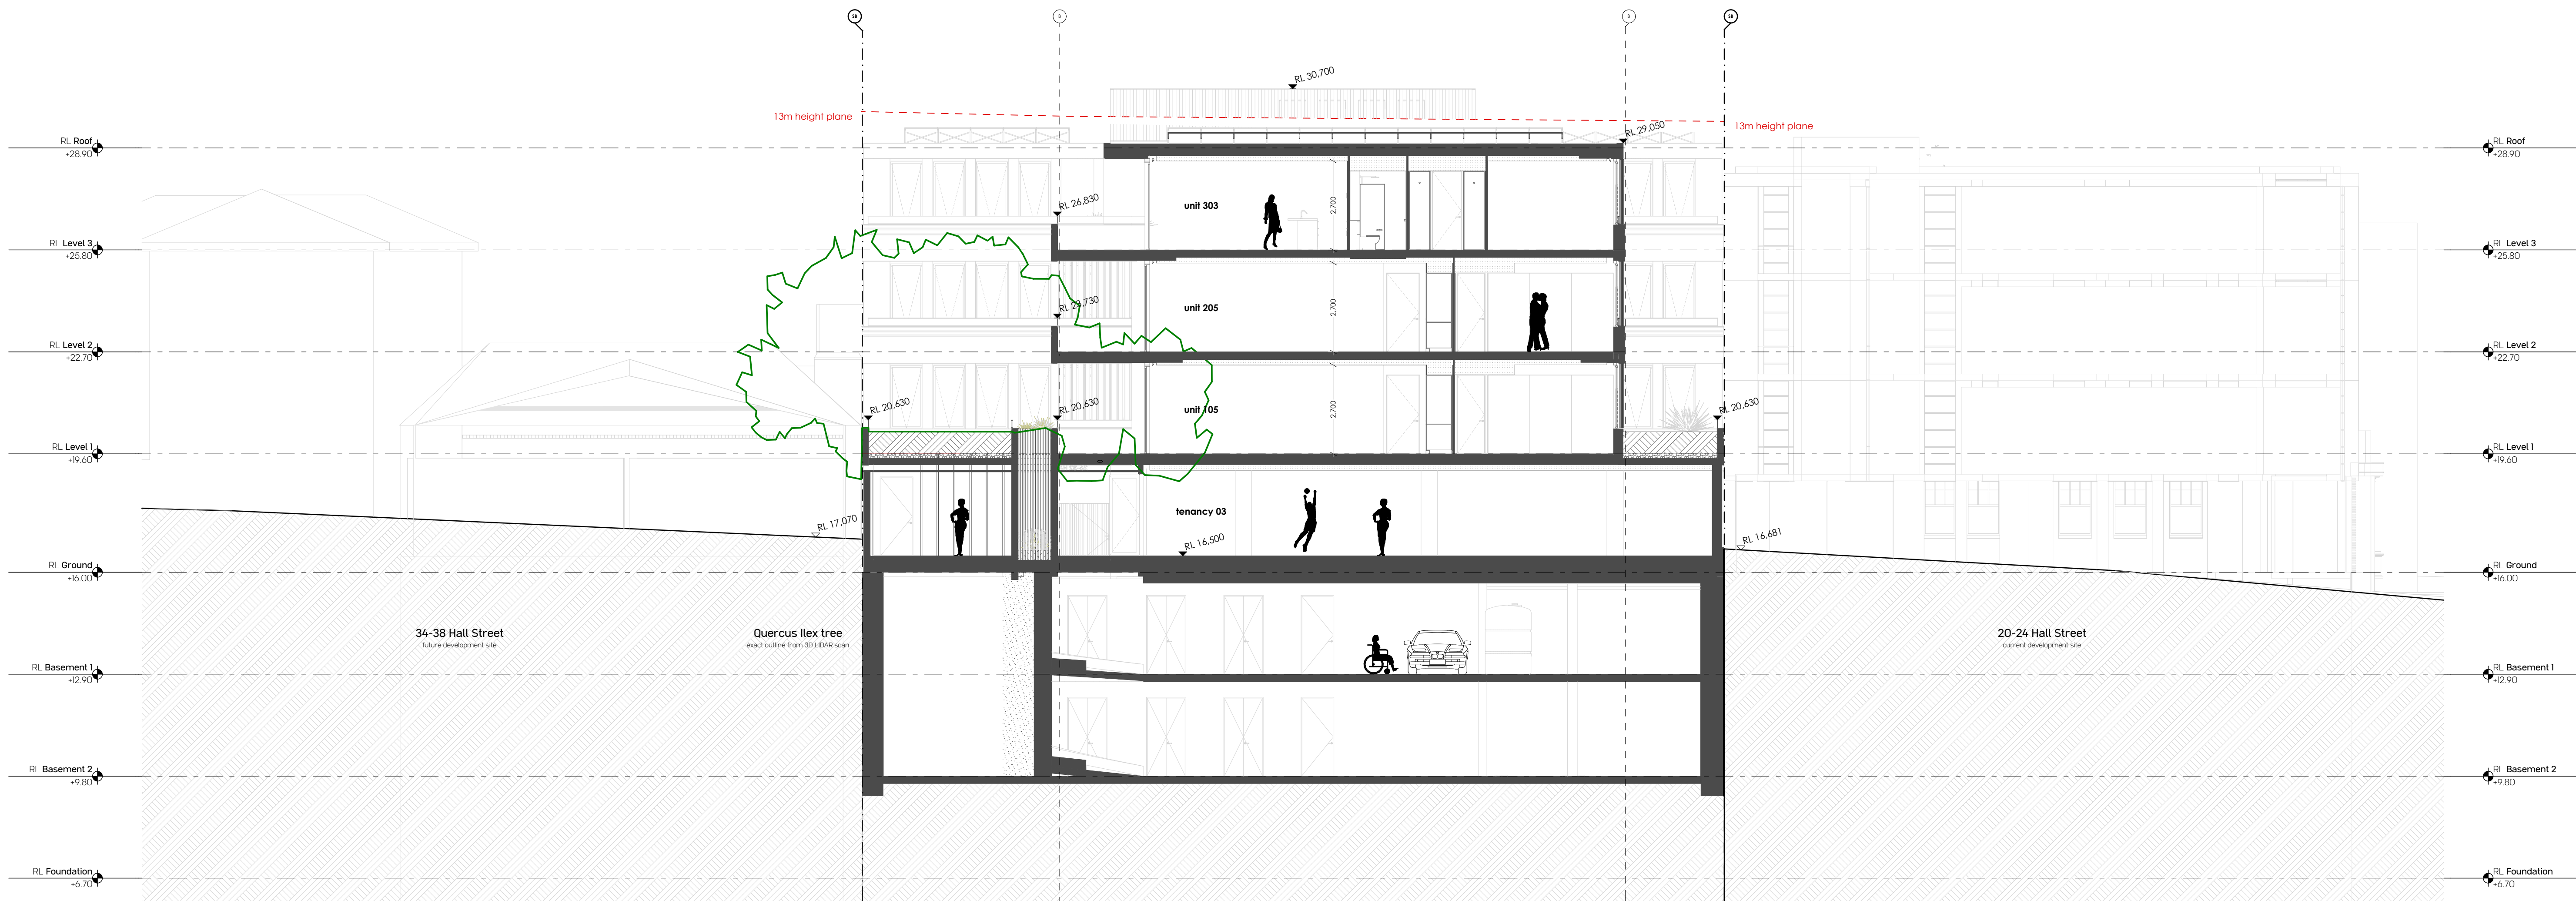 SB
S
S
SB
RL 30,700
13m height plane
13m height plane
RL 29,050
RL Roof
+28.90
RL Roof
+28.90
RL 26,830
unit 303
2,700
RL Level 3
+25.80
RL Level 3
+25.80
RL 23,730
unit 205
2,700
RL Level 2
+22.70
RL Level 2
+22.70
RL 20,630
RL 20,630
unit 105
2,700
RL 20,630
RL Level 1
+19.60
RL Level 1
+19.60
RL 17,070
tenancy 03
RL 16,500
RL 16,681
RL Ground
+16.00
RL Ground
+16.00
34-38 Hall Street
future development site
Quercus Ilex tree
exact outline from 3D LIDAR scan
20-24 Hall Street
current development site
RL Basement 1
+12.90
RL Basement 1
+12.90
RL Basement 2
+9.80
RL Basement 2
+9.80
RL Foundation
+6.70
RL Foundation
+6.70